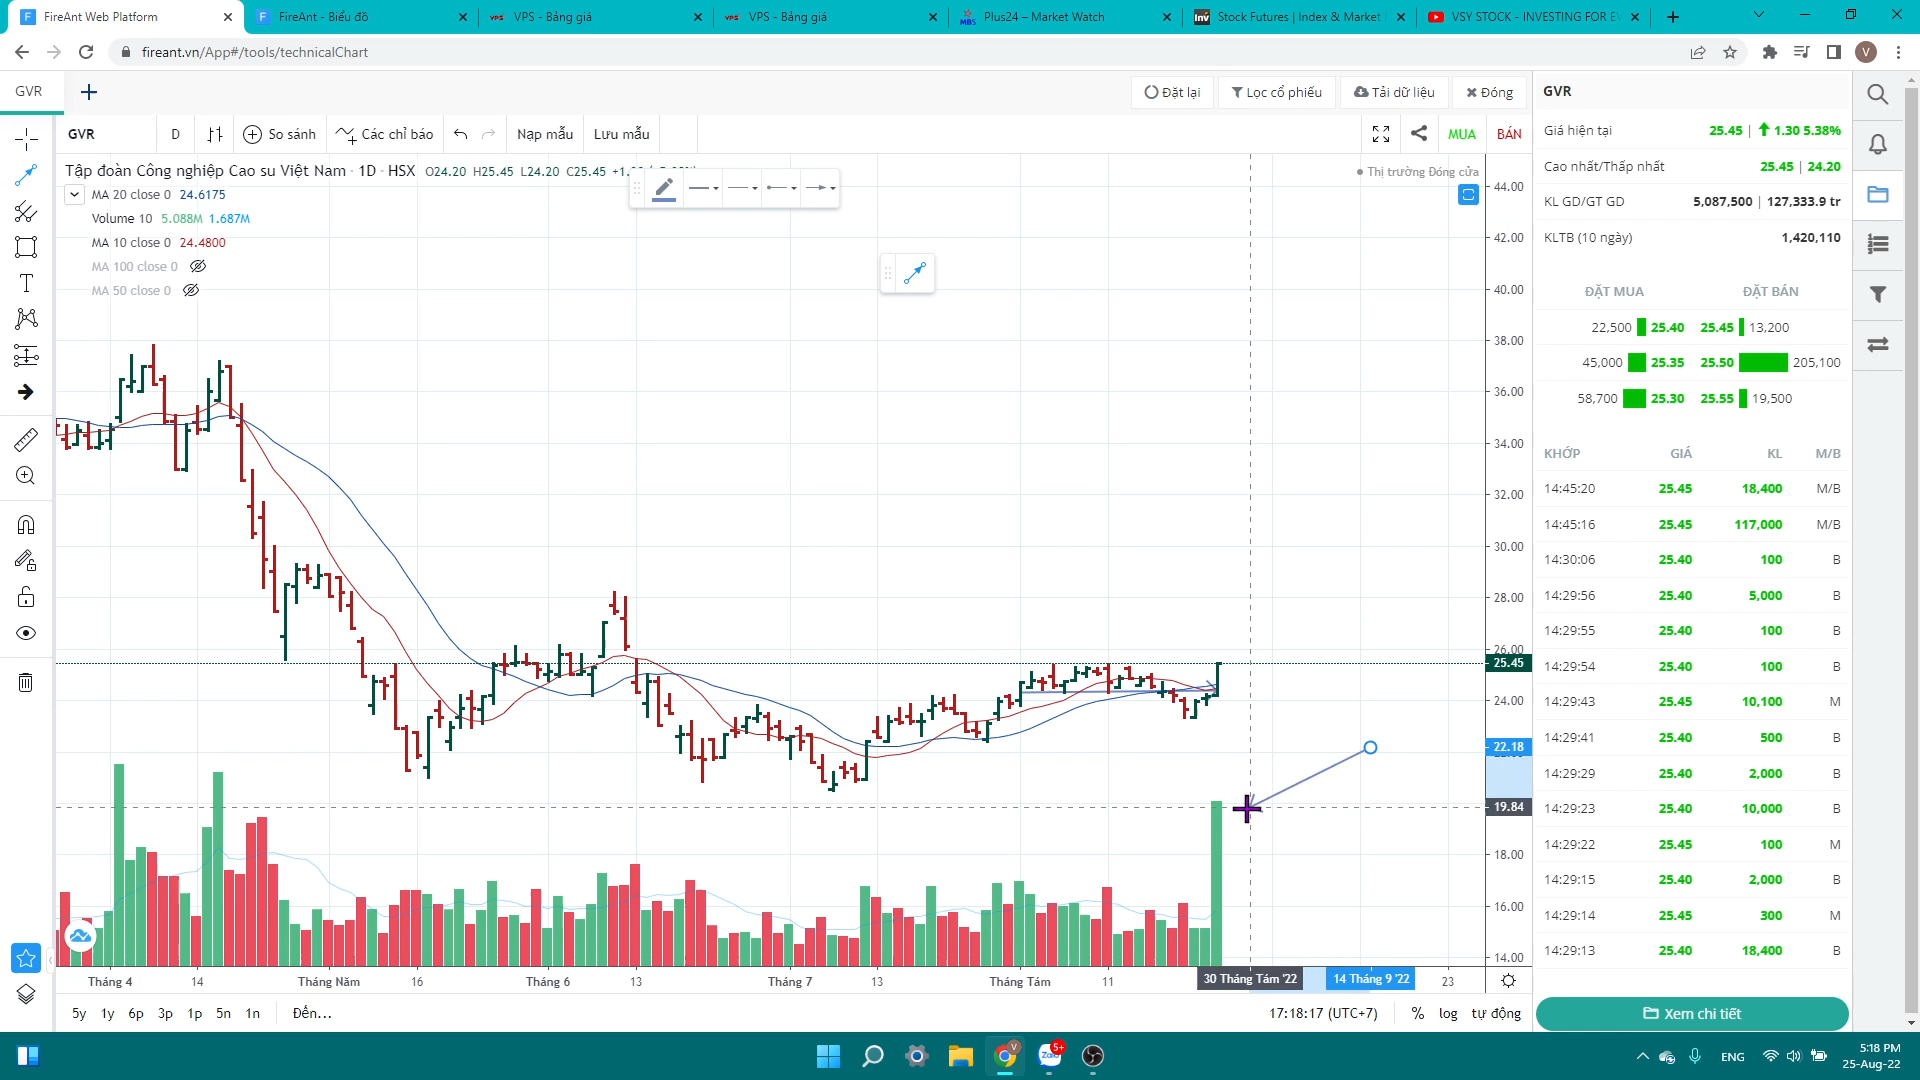 FireAnt Web Platform
FireAnt - Biểu đồ
VPS - Bảng giá
VPS - Bảng giá
Plus24 – Market Watch
Stock Futures | Index & Market
VSY STOCK - INVESTING FOR E
fireant.vn/App#/tools/technicalChart
V
GVR
Đặt lại
Lọc cổ phiếu
Tải dữ liệu
Đóng
GVR
D
So sánh
Các chỉ báo
Nạp mẫu
Lưu mẫu
MUA
BÁN
Tập đoàn Công nghiệp Cao su Việt Nam · 1D · HSX O24.20 H25.45 L24.20 C25.45
Thị trường Đóng cửa
MA 20 close 0 24.6175
Volume 10 5.088M 1.687M
MA 10 close 0 24.4800
MA 100 close 0
MA 50 close 0
44.00
42.00
40.00
38.00
36.00
34.00
32.00
30.00
28.00
26.00
25.45
24.00
22.18
19.84
18.00
16.00
14.00
Tháng 4
14
Tháng Năm
16
Tháng 6
13
Tháng 7
13
Tháng Tám
11
30 Tháng Tám '22
14 Tháng 9 '22
23
5y 1y 6p 3p 1p 5n 1n Đến...
17:18:17 (UTC+7) % log tự động
GVR
Giá hiện tại 25.45 | 1.30 5.38%
Cao nhất/Thấp nhất 25.45 | 24.20
KL GD/GT GD 5,087,500 | 127,333.9 tr
KLTB (10 ngày) 1,420,110
ĐẶT MUA ĐẶT BÁN
22,500 25.40 25.45 13,200
45,000 25.35 25.50 205,100
58,700 25.30 25.55 19,500
KHỚP GIÁ KL M/B
14:45:20 25.45 18,400 M/B
14:45:16 25.45 117,000 M/B
14:30:06 25.40 100 B
14:29:56 25.40 5,000 B
14:29:55 25.40 100 B
14:29:54 25.40 100 B
14:29:43 25.45 10,100 M
14:29:41 25.40 500 B
14:29:29 25.40 2,000 B
14:29:23 25.40 10,000 B
14:29:22 25.45 100 M
14:29:15 25.40 2,000 B
14:29:14 25.45 300 M
14:29:13 25.40 18,400 B
Xem chi tiết
5+
ENG
5:18 PM
25-Aug-22